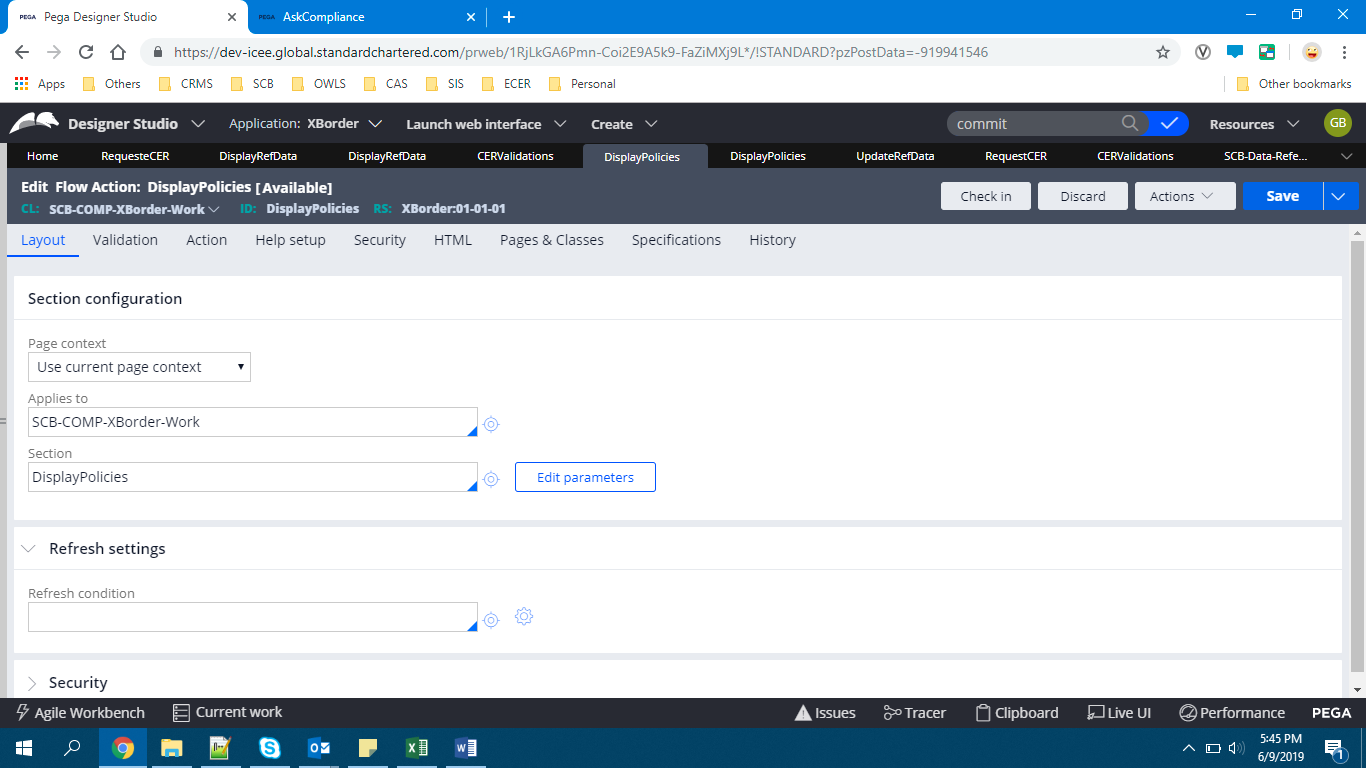 PEGA Pega Designer Studio
PEGA AskCompliance
https://dev-icee.global.standardchartered.com/prweb/1RjLkGA6Pmn-Coi2E9A5k9-FaZiMXj9L*/!STANDARD?pzPostData=-919941546
Apps Others CRMS SCB OWLS CAS SIS ECER Personal Other bookmarks
Designer Studio Application: XBorder Launch web interface Create commit Resources GB
Home RequesteCER DisplayRefData DisplayRefData CERValidations DisplayPolicies DisplayPolicies UpdateRefData RequestCER CERValidations SCB-Data-Refe...
Edit Flow Action: DisplayPolicies [Available]
CL: SCB-COMP-XBorder-Work ID: DisplayPolicies RS: XBorder:01-01-01
Check in Discard Actions Save
Layout Validation Action Help setup Security HTML Pages & Classes Specifications History
Section configuration
Page context
Use current page context
Applies to
SCB-COMP-XBorder-Work
Section
DisplayPolicies
Edit parameters
Refresh settings
Refresh condition
Security
Agile Workbench Current work Issues Tracer Clipboard Live UI Performance PEGA
5:45 PM
6/9/2019
1